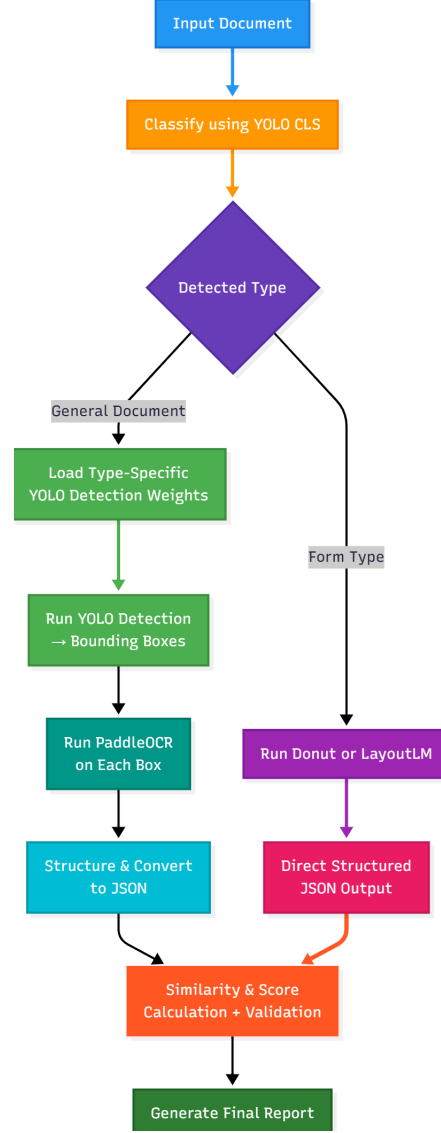 Input Document
Classify using YOLO CLS
Detected Type
General Document
Load Type-Specific
YOLO Detection Weights
Form Type
Run YOLO Detection
→ Bounding Boxes
Run PaddleOCR
on Each Box
Run Donut or LayoutLM
Structure & Convert
to JSON
Direct Structured
JSON Output
Similarity & Score
Calculation + Validation
Generate Final Report